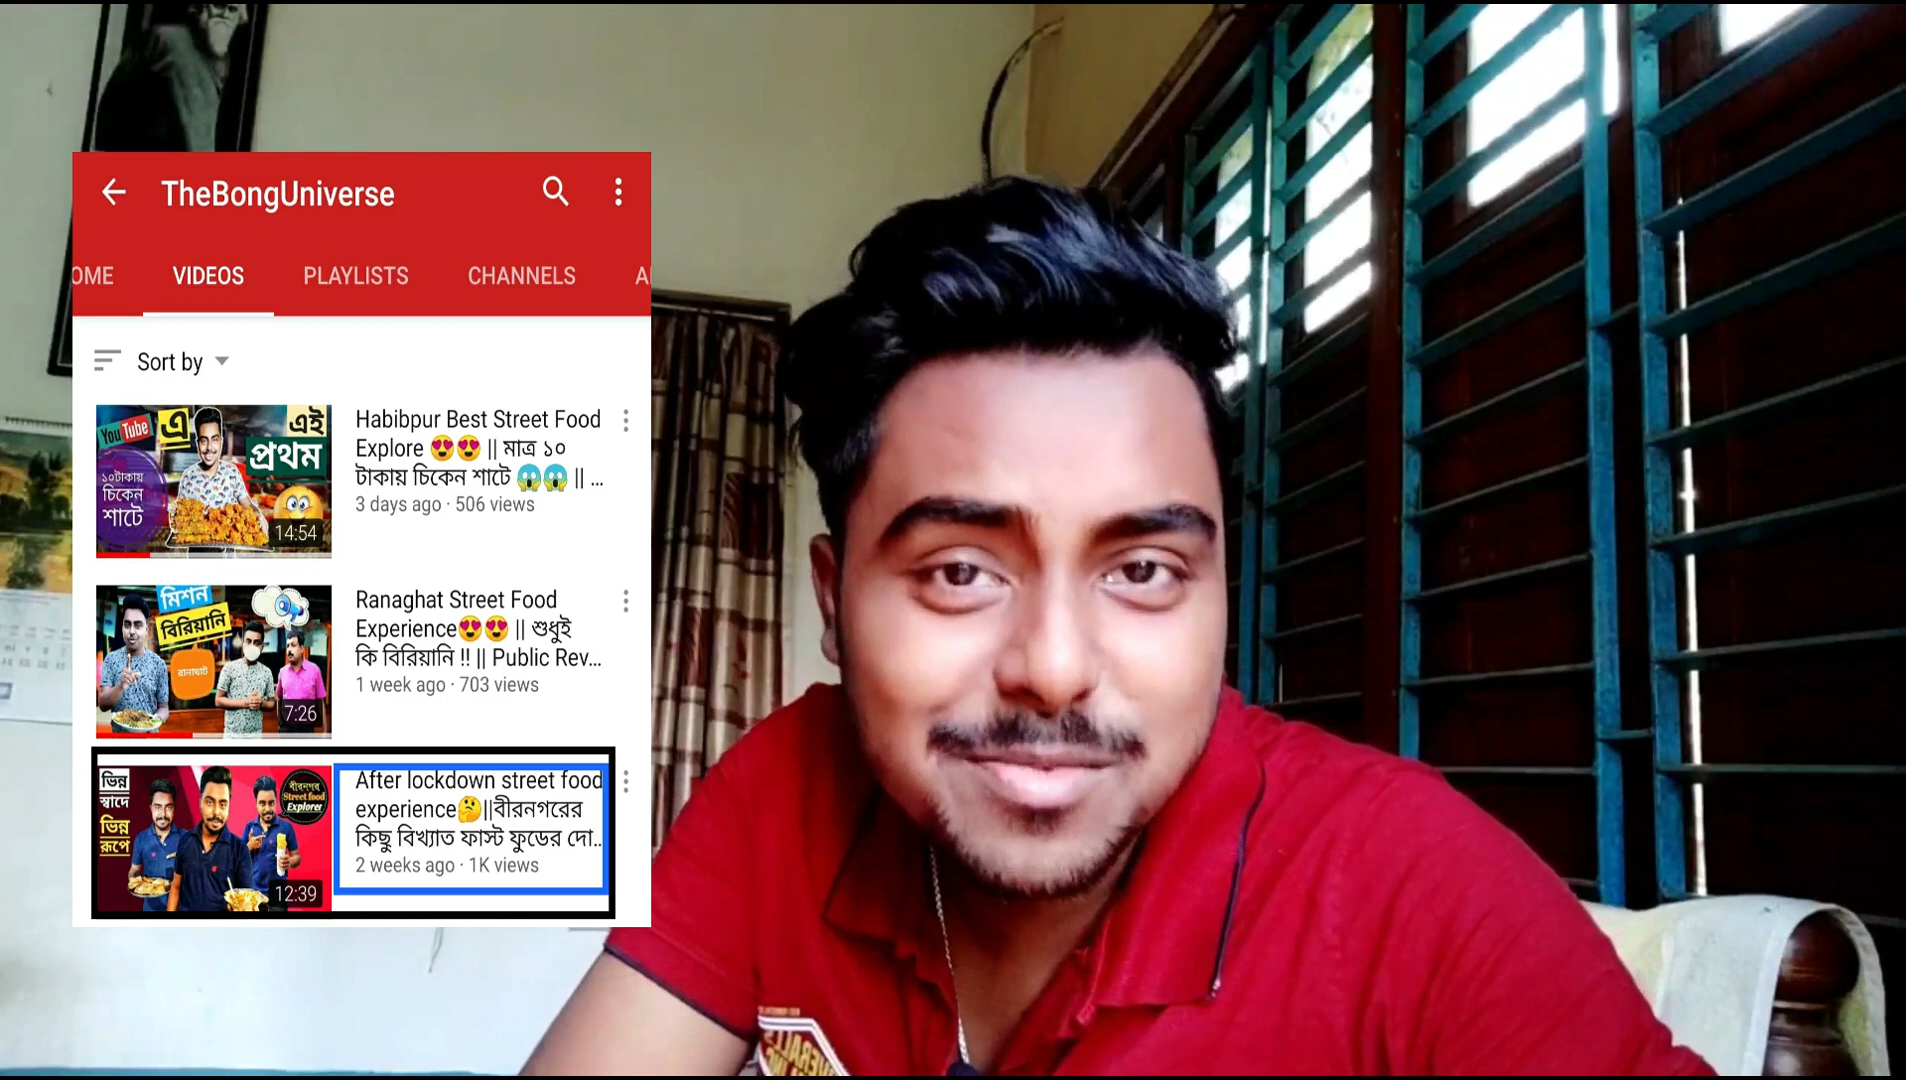 TheBongUniverse
OME VIDEOS PLAYLISTS CHANNELS A
Sort by
YouTube এ এই
প্রথম
১০টাকায়
চিকেন
শাটে
14:54
Habibpur Best Street Food
Explore 😍😍 || মাত্র ১০
টাকায় চিকেন শাটে 😱😱 || ...
3 days ago · 506 views
মিশন
বিরিয়ানি
রানাঘাট
7:26
Ranaghat Street Food
Experience😍😍 || শুধুই
কি বিরিয়ানি !! || Public Rev...
1 week ago · 703 views
ভিন্ন
স্বাদে
ভিন্ন
রূপে
বীরনগর
Street food
Explorer
12:39
After lockdown street food
experience🤔||বীরনগরের
কিছু বিখ্যাত ফাস্ট ফুডের দো...
2 weeks ago · 1K views